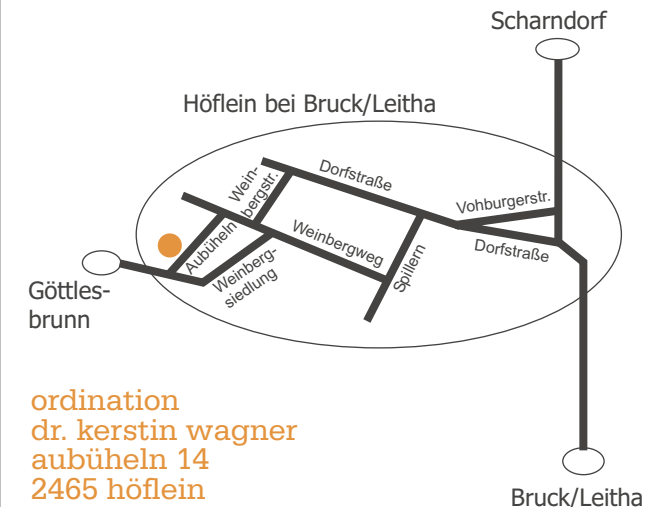 Scharndorf
Höflein bei Bruck/Leitha
Dorfstraße
Wein-
bergstr.
Vohburgerstr.
Dorfstraße
Weinbergweg
Aubüheln
Weinberg-
siedlung
Spillern
Göttles-
brunn
ordination
dr. kerstin wagner
aubüheln 14
2465 höflein
Bruck/Leitha